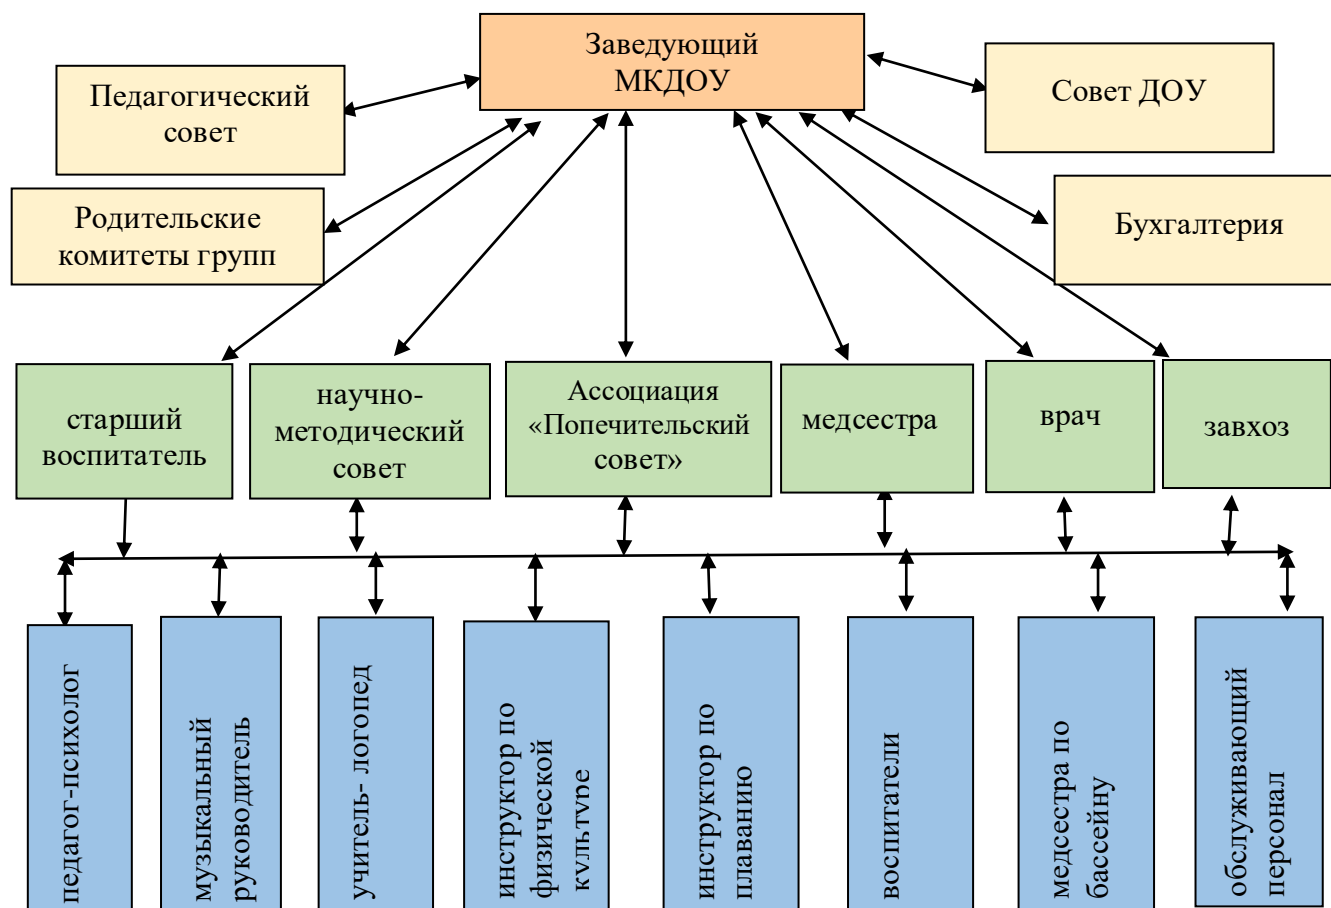 Заведующий
МКДОУ
Педагогический
совет
Совет ДОУ
Родительские
комитеты групп
Бухгалтерия
старший
воспитатель
научно-
методический
совет
Ассоциация
«Попечительский
совет»
медсестра
врач
завхоз
педагог-психолог
музыкальный
руководитель
учитель- логопед
инструктор по
физической
культуре
инструктор по
плаванию
воспитатели
медсестра по
бассейну
обслуживающий
персонал